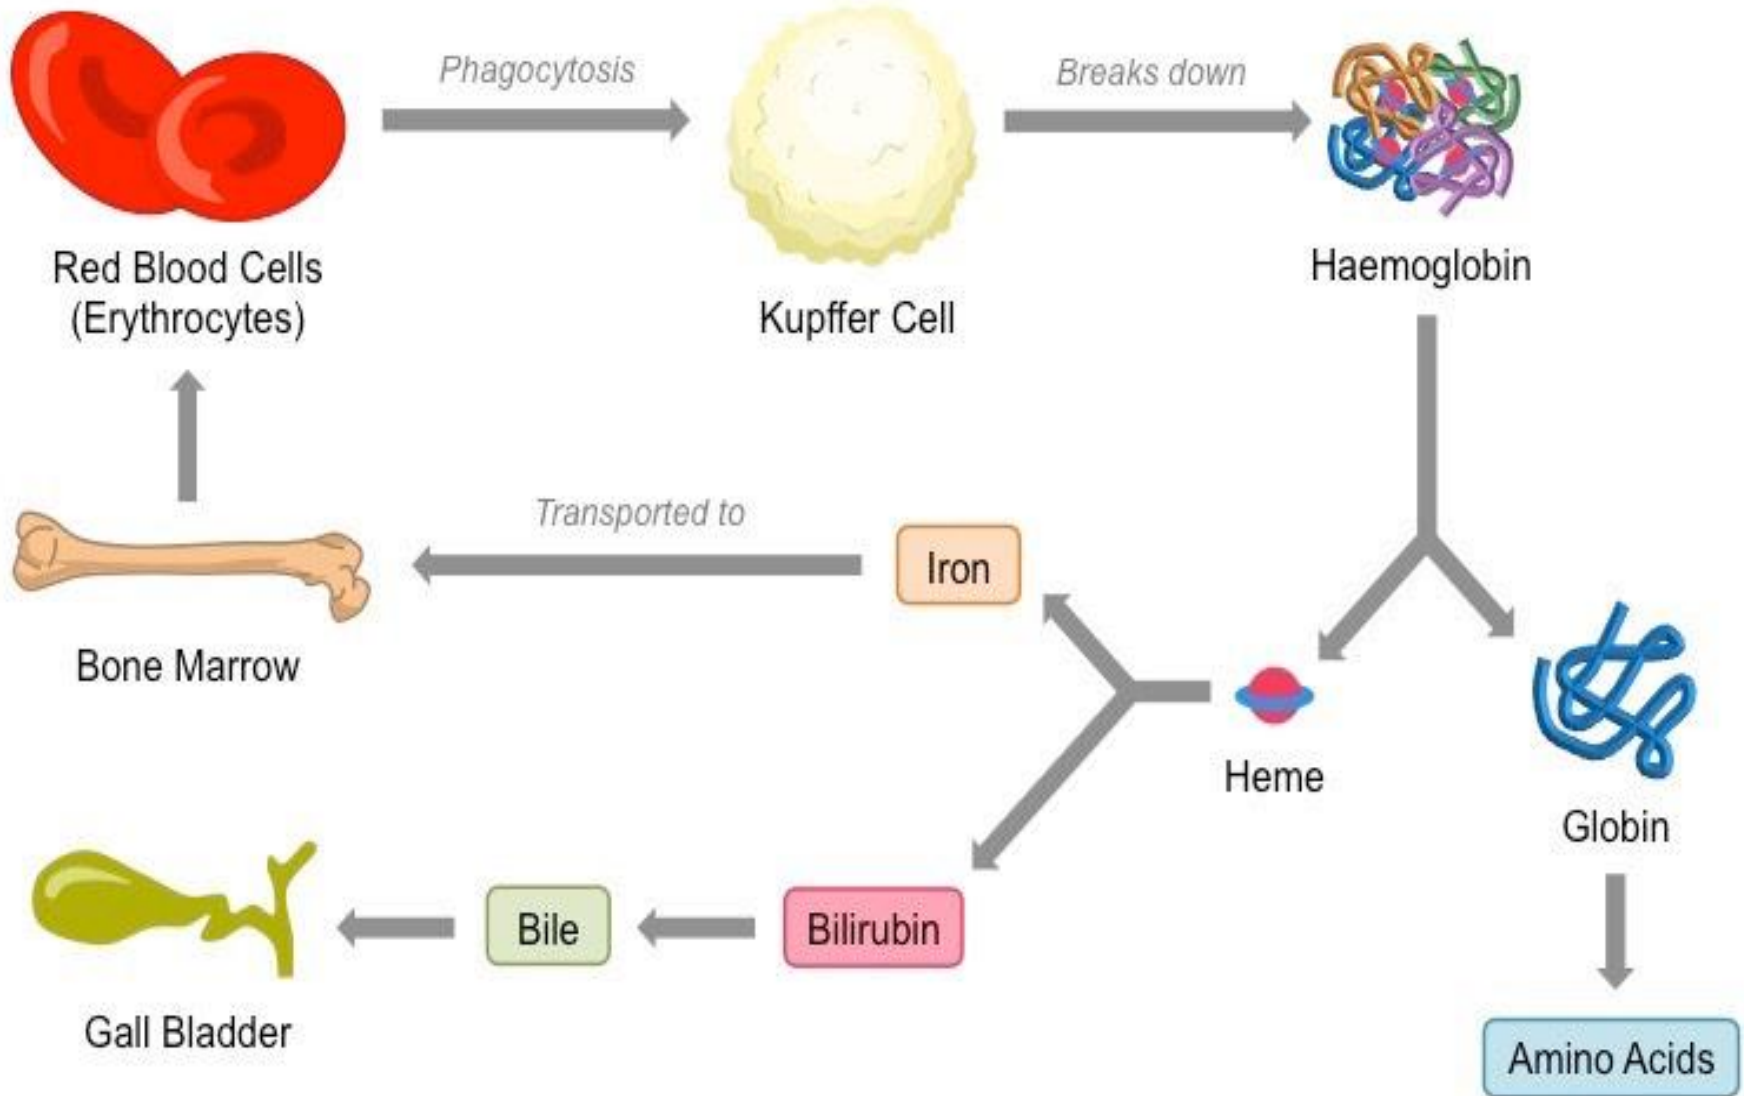 Phagocytosis
Breaks down
Red Blood Cells
(Erythrocytes)
Kupffer Cell
Haemoglobin
Transported to
Iron
Bone Marrow
Heme
Globin
Bilirubin
Bile
Gall Bladder
Amino Acids